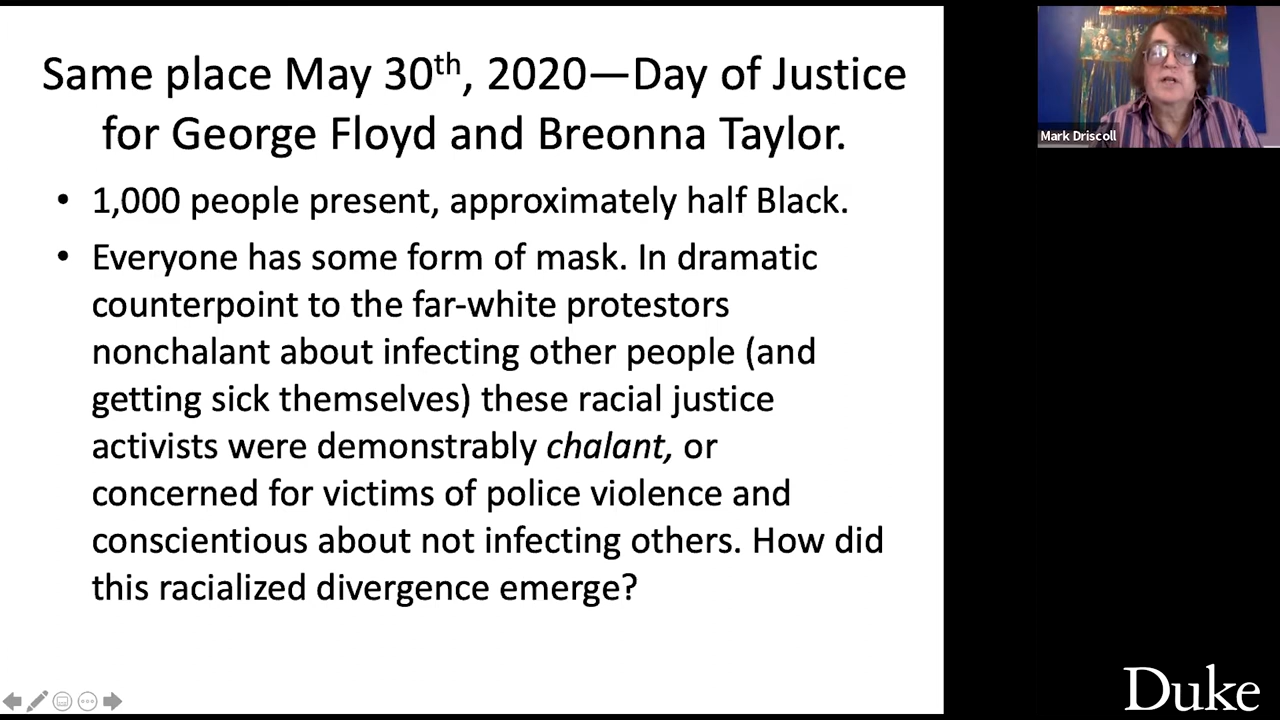 Same place May 30th, 2020—Day of Justice
for George Floyd and Breonna Taylor.
• 1,000 people present, approximately half Black.
• Everyone has some form of mask. In dramatic
counterpoint to the far-white protestors
nonchalant about infecting other people (and
getting sick themselves) these racial justice
activists were demonstrably chalant, or
concerned for victims of police violence and
conscientious about not infecting others. How did
this racialized divergence emerge?
Mark Driscoll
Duke